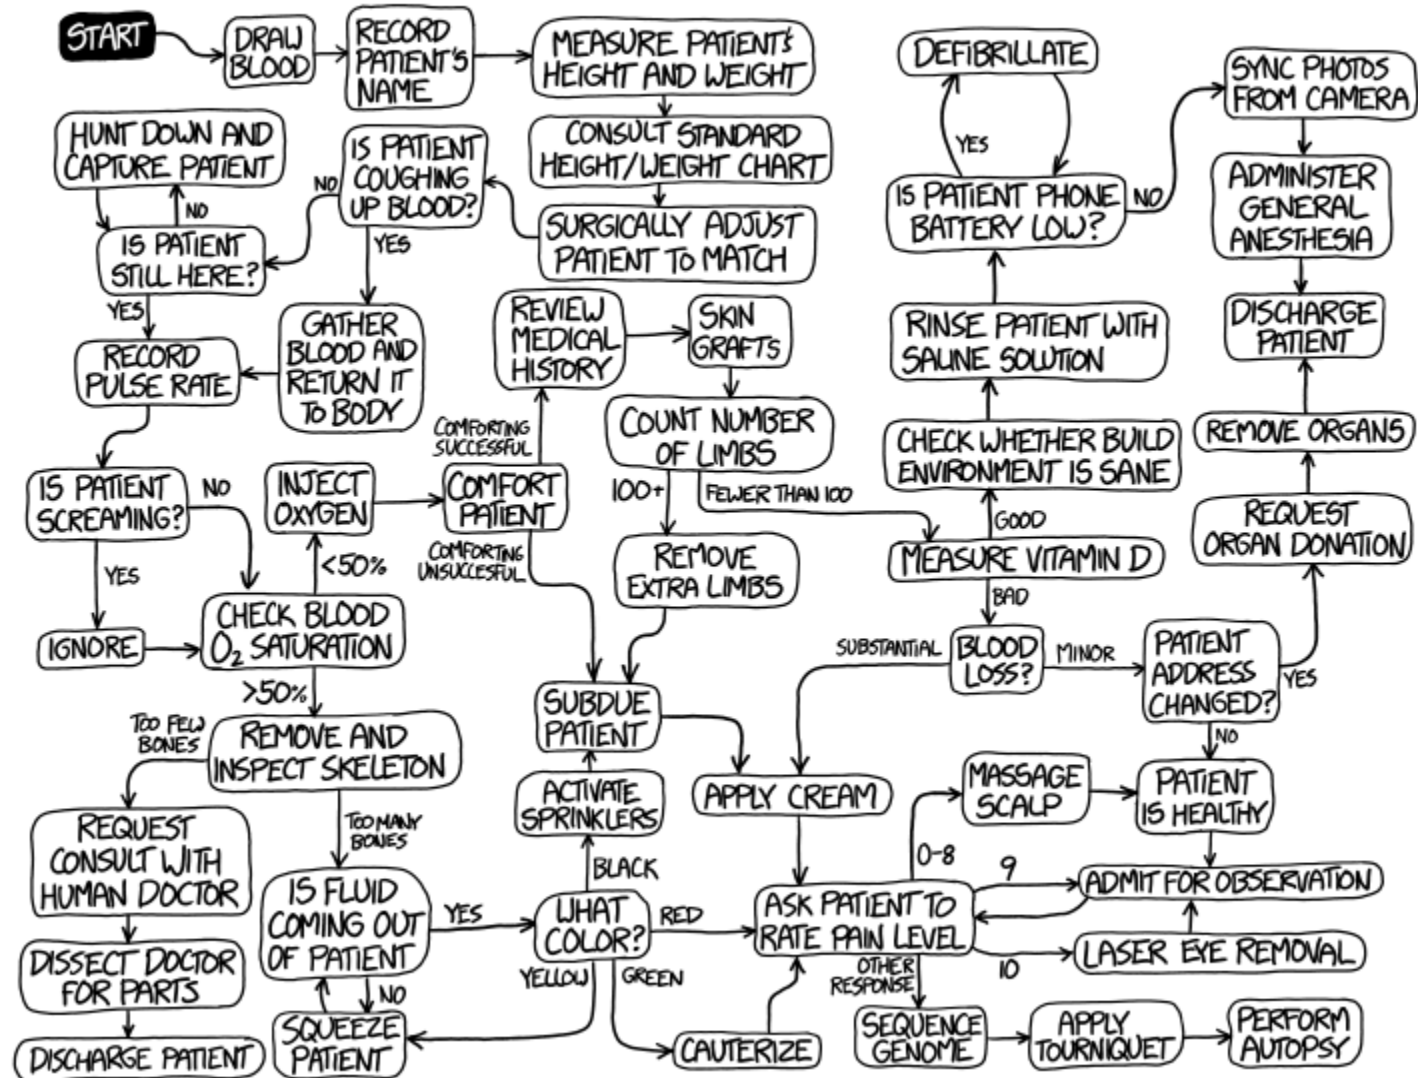 START
DRAW
BLOOD
RECORD
PATIENT'S
NAME
MEASURE PATIENT'S
HEIGHT AND WEIGHT
CONSULT STANDARD
HEIGHT/WEIGHT CHART
SURGICALLY ADJUST
PATIENT TO MATCH
IS PATIENT
COUGHING
UP BLOOD?
NO
YES
HUNT DOWN AND
CAPTURE PATIENT
NO
IS PATIENT
STILL HERE?
YES
GATHER
BLOOD AND
RETURN IT
TO BODY
RECORD
PULSE RATE
IS PATIENT
SCREAMING?
NO
YES
IGNORE
CHECK BLOOD
O2 SATURATION
<50%
INJECT
OXYGEN
COMFORT
PATIENT
COMFORTING
SUCCESSFUL
COMFORTING
UNSUCCESFUL
REVIEW
MEDICAL
HISTORY
SKIN
GRAFTS
COUNT NUMBER
OF LIMBS
100+
FEWER THAN 100
REMOVE
EXTRA LIMBS
SUBDUE
PATIENT
>50%
REMOVE AND
INSPECT SKELETON
TOO FEW
BONES
REQUEST
CONSULT WITH
HUMAN DOCTOR
DISSECT DOCTOR
FOR PARTS
DISCHARGE PATIENT
TOO MANY
BONES
IS FLUID
COMING OUT
OF PATIENT
NO
SQUEEZE
PATIENT
YES
WHAT
COLOR?
BLACK
ACTIVATE
SPRINKLERS
RED
YELLOW
GREEN
CAUTERIZE
APPLY CREAM
ASK PATIENT TO
RATE PAIN LEVEL
0-8
MASSAGE
SCALP
9
10
LASER EYE REMOVAL
OTHER
RESPONSE
SEQUENCE
GENOME
APPLY
TOURNIQUET
PERFORM
AUTOPSY
DEFIBRILLATE
YES
IS PATIENT PHONE
BATTERY LOW?
NO
RINSE PATIENT WITH
SALINE SOLUTION
CHECK WHETHER BUILD
ENVIRONMENT IS SANE
GOOD
MEASURE VITAMIN D
BAD
BLOOD
LOSS?
SUBSTANTIAL
MINOR
PATIENT
ADDRESS
CHANGED?
YES
NO
PATIENT
IS HEALTHY
ADMIT FOR OBSERVATION
SYNC PHOTOS
FROM CAMERA
ADMINISTER
GENERAL
ANESTHESIA
DISCHARGE
PATIENT
REMOVE ORGANS
REQUEST
ORGAN DONATION